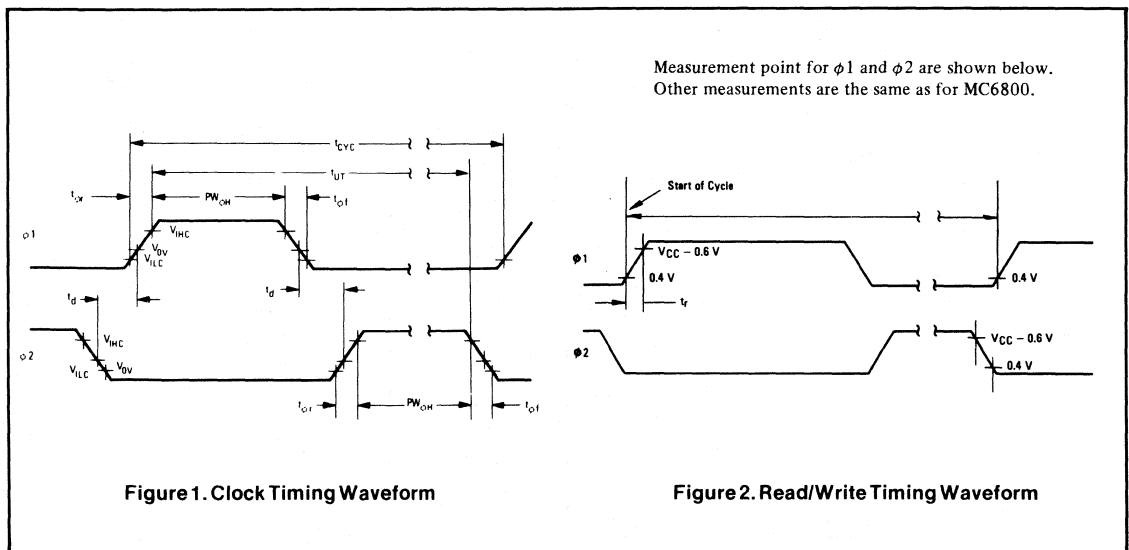 Measurement point for ϕ1 and ϕ2 are shown below.
Other measurements are the same as for MC6800.
tCYC
tUT
tϕr
PWϕH
tϕf
ϕ1
VIHC
VOV
VILC
td
td
ϕ2
VIHC
VILC
VOV
tϕr
PWϕH
tϕf
Figure 1. Clock Timing Waveform
Start of Cycle
ϕ1
VCC – 0.6 V
0.4 V
0.4 V
tr
ϕ2
VCC – 0.6 V
0.4 V
Figure 2. Read/Write Timing Waveform